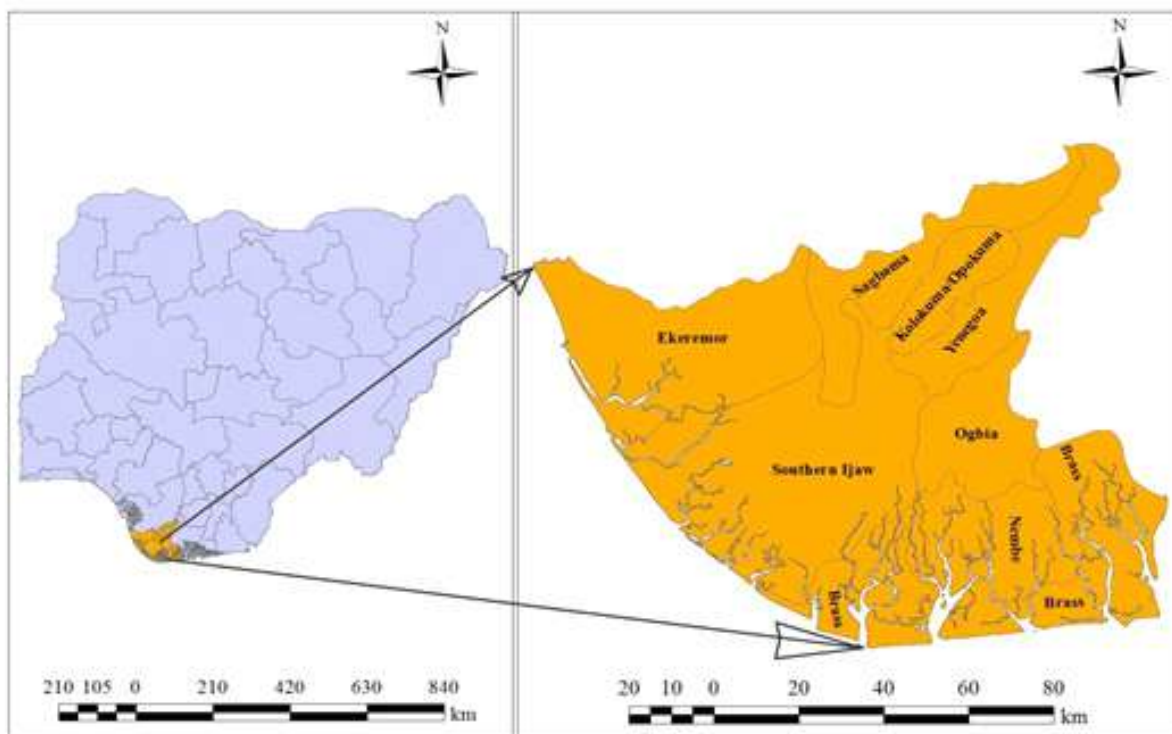 N
210 105 0 210 420 630 840
km
N
Sagbama
Kolokuma/Opokuma
Yenegoa
Ekeremor
Ogbia
Southern Ijaw
Brass
Nembe
Brass
Brass
20 10 0 20 40 60 80
km